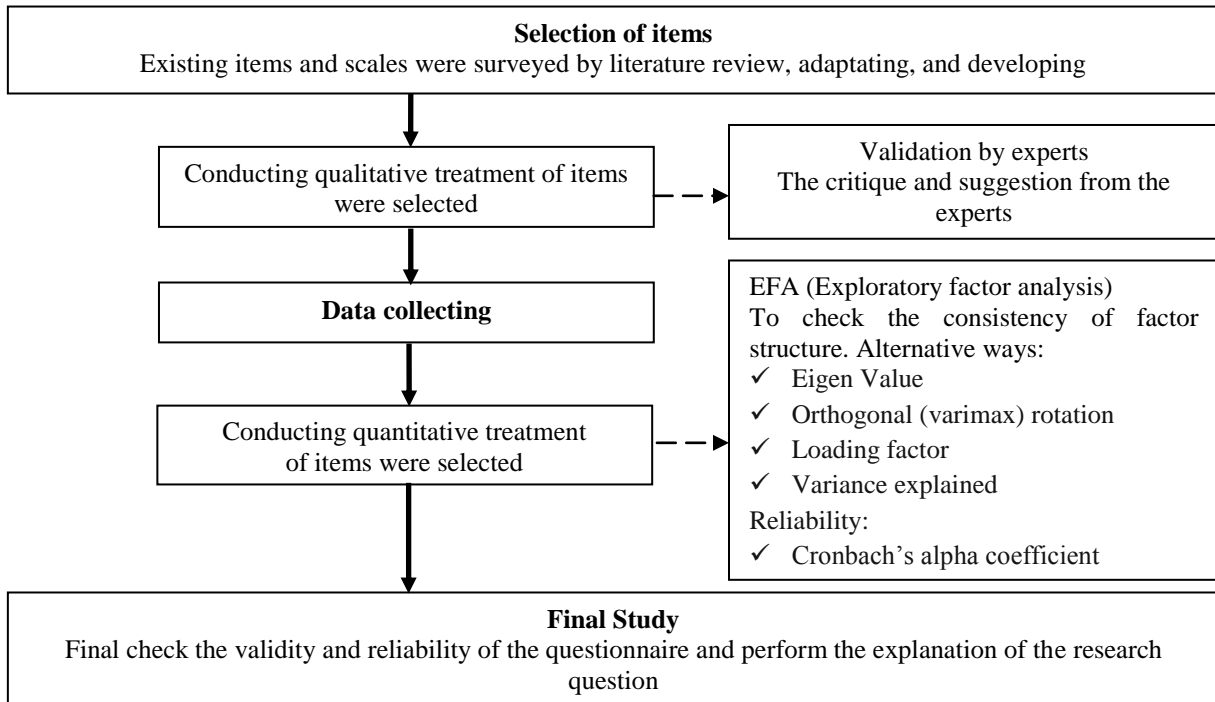 Selection of items
Existing items and scales were surveyed by literature review, adaptating, and developing
Conducting qualitative treatment of items
were selected
Validation by experts
The critique and suggestion from the
experts
Data collecting
EFA (Exploratory factor analysis)
To check the consistency of factor
structure. Alternative ways:
✓ Eigen Value
✓ Orthogonal (varimax) rotation
✓ Loading factor
✓ Variance explained
Reliability:
✓ Cronbach’s alpha coefficient
Conducting quantitative treatment
of items were selected
Final Study
Final check the validity and reliability of the questionnaire and perform the explanation of the research
question